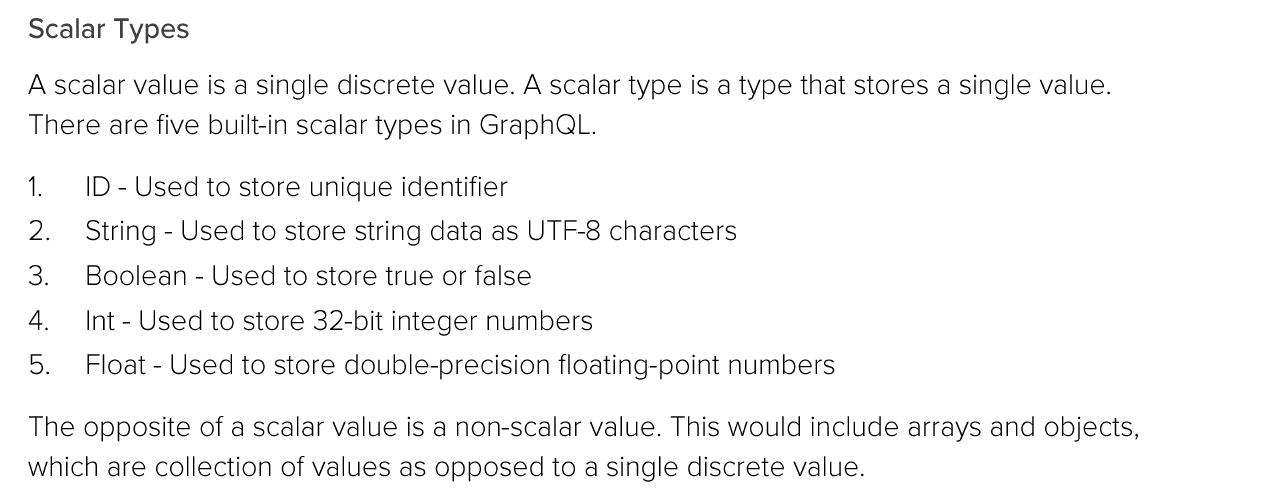 Scalar Types
A scalar value is a single discrete value. A scalar type is a type that stores a single value.
There are five built-in scalar types in GraphQL.
1. ID - Used to store unique identifier
2. String - Used to store string data as UTF-8 characters
3. Boolean - Used to store true or false
4. Int - Used to store 32-bit integer numbers
5. Float - Used to store double-precision floating-point numbers
The opposite of a scalar value is a non-scalar value. This would include arrays and objects,
which are collection of values as opposed to a single discrete value.